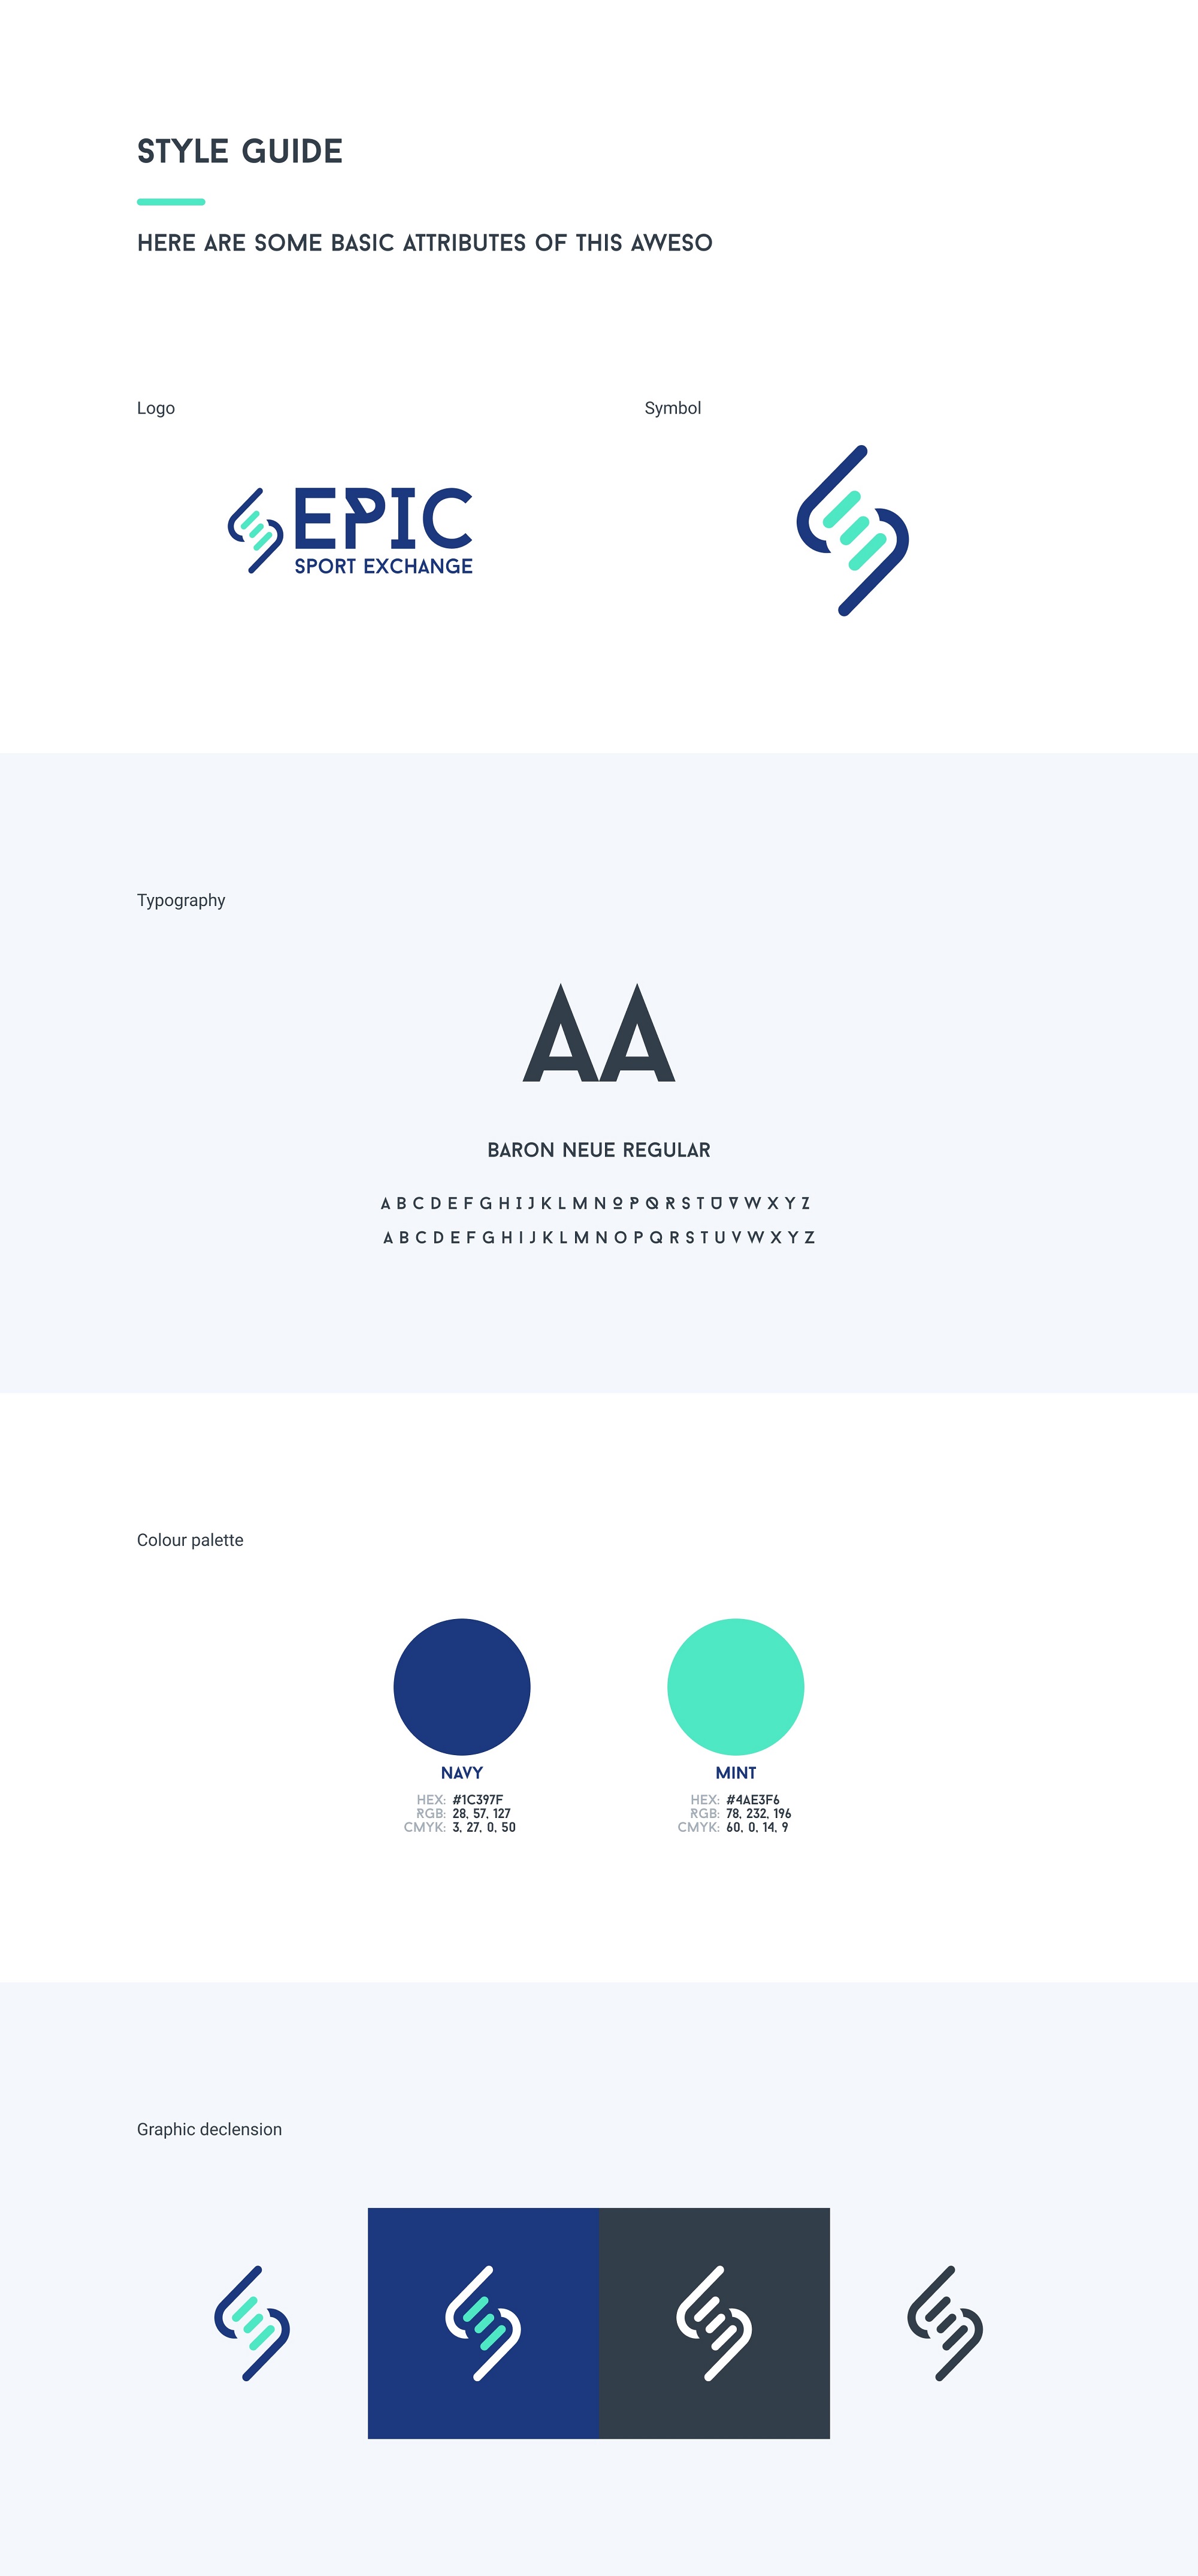 STYLE GUIDE
HERE ARE SOME BASIC ATTRIBUTES OF THIS AWESO
Logo
Symbol
EPIC
SPORT EXCHANGE
Typography
AA
BARON NEUE REGULAR
A B C D E F G H I J K L M N O P Q R S T U V W X Y Z
A B C D E F G H I J K L M N O P Q R S T U V W X Y Z
Colour palette
NAVY
HEX: #1C397F
RGB: 28, 57, 127
CMYK: 3, 27, 0, 50
MINT
HEX: #4AE3F6
RGB: 78, 232, 196
CMYK: 60, 0, 14, 9
Graphic declension